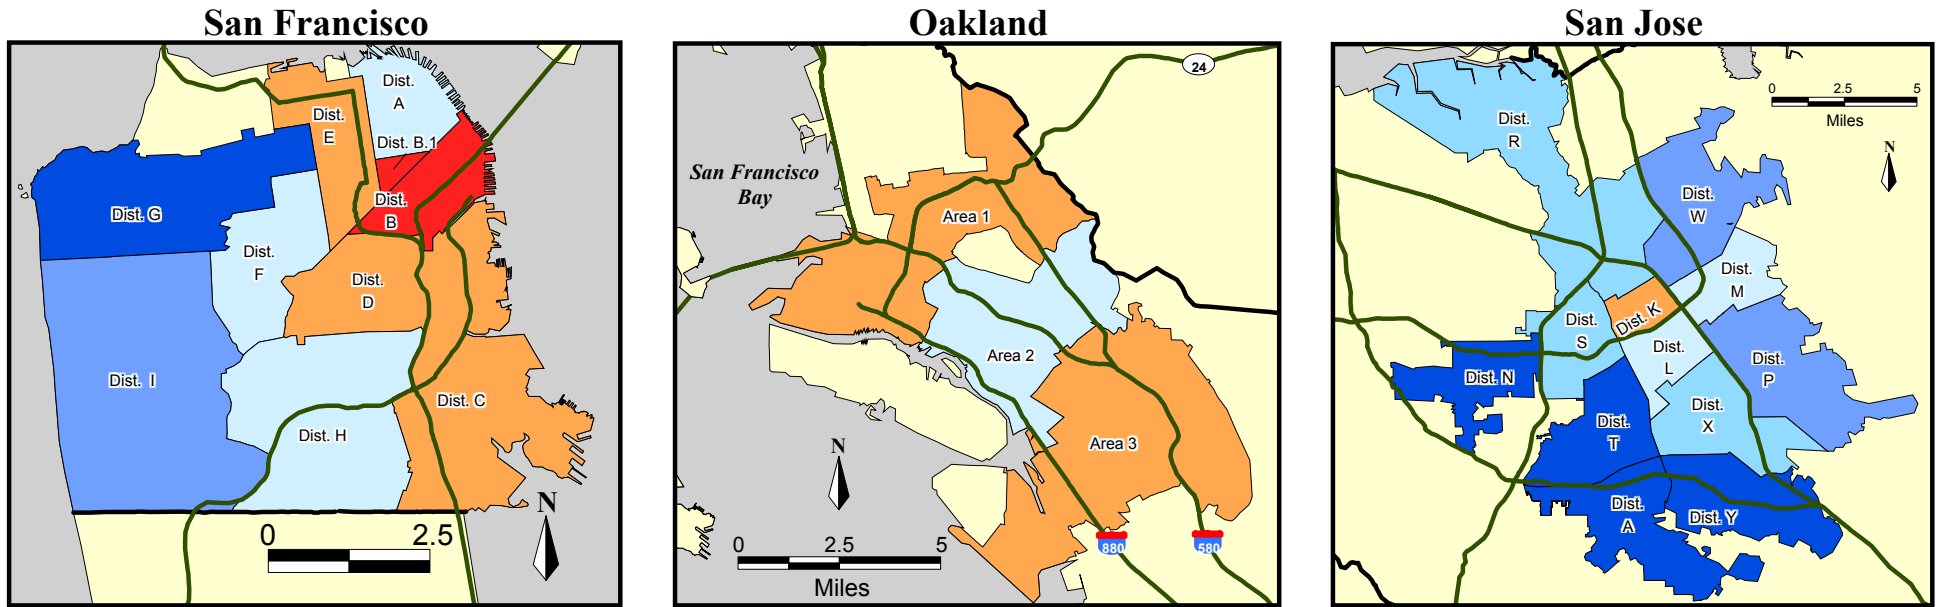 San Francisco
Dist.
A
Dist.
E
Dist. B.1
Dist.
B
Dist. G
Dist.
F
Dist.
D
Dist. I
Dist. C
Dist. H
N
0 2.5
Oakland
24
San Francisco
Bay
Area 1
Area 2
Area 3
N
0 2.5 5
Miles
880
580
San Jose
0 2.5 5
Miles
N
Dist.
R
Dist.
W
Dist.
M
Dist. K
Dist.
S
Dist.
L
Dist.
P
Dist. N
Dist.
X
Dist.
T
Dist.
A
Dist. Y